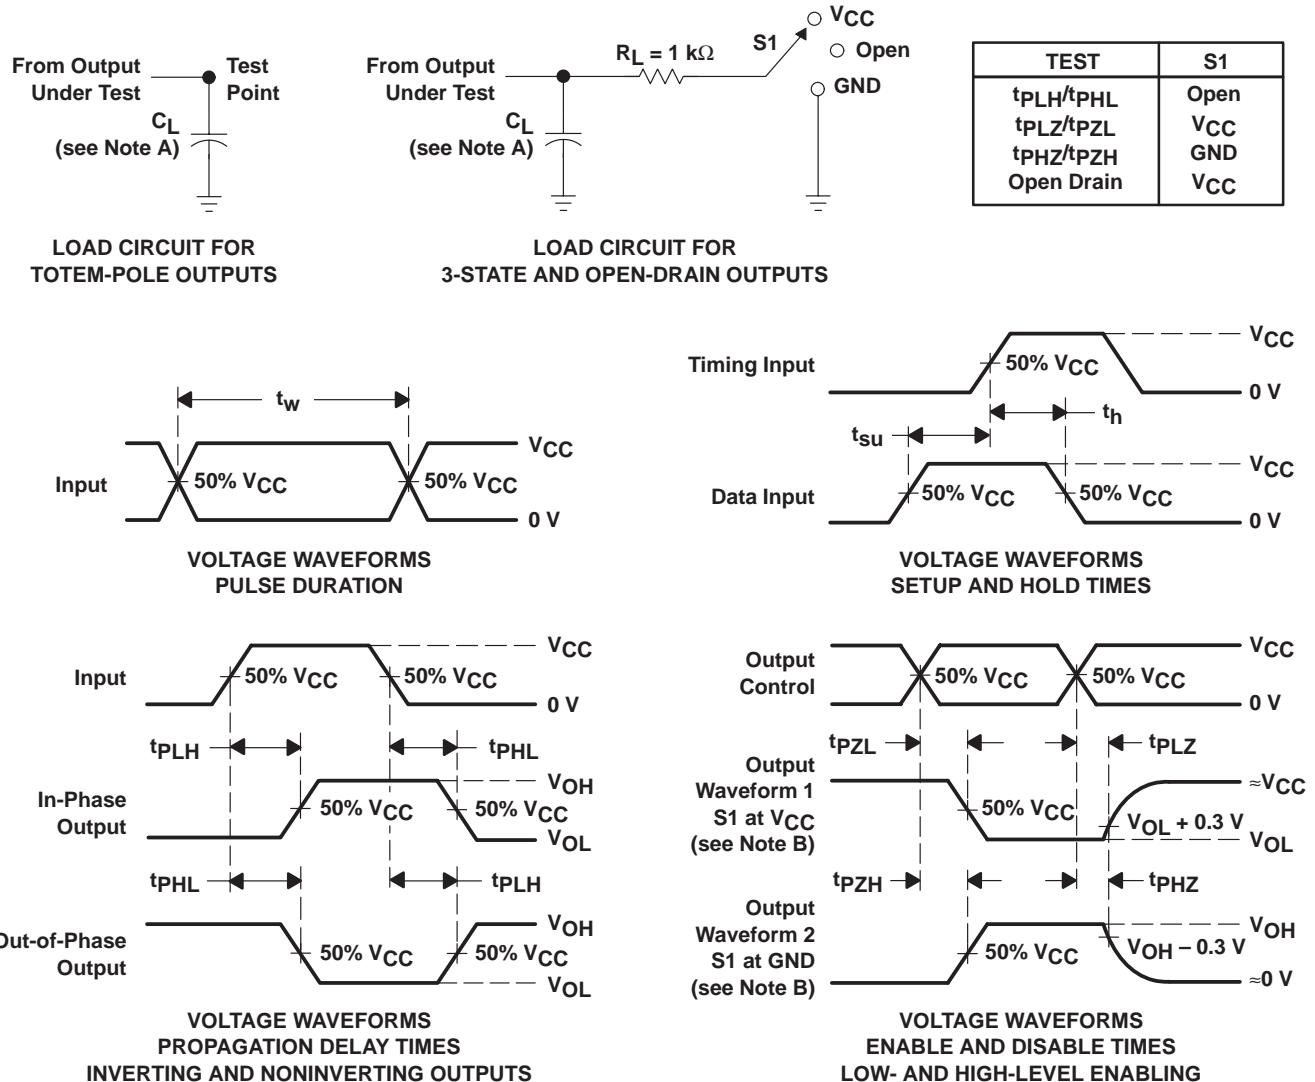 From Output
Under Test
Test
Point
CL
(see Note A)
LOAD CIRCUIT FOR
TOTEM-POLE OUTPUTS
From Output
Under Test
RL = 1 kΩ
S1
VCC
Open
GND
CL
(see Note A)
LOAD CIRCUIT FOR
3-STATE AND OPEN-DRAIN OUTPUTS
TEST S1
tPLH/tPHL Open
tPLZ/tPZL VCC
tPHZ/tPZH GND
Open Drain VCC
tw
VCC
Input
50% VCC
50% VCC
0 V
VOLTAGE WAVEFORMS
PULSE DURATION
VCC
Timing Input
50% VCC
0 V
th
tsu
VCC
Data Input
50% VCC
50% VCC
0 V
VOLTAGE WAVEFORMS
SETUP AND HOLD TIMES
VCC
Input
50% VCC
50% VCC
0 V
tPLH
tPHL
VOH
In-Phase
Output
50% VCC
50% VCC
VOL
tPHL
tPLH
VOH
Out-of-Phase
Output
50% VCC
50% VCC
VOL
VOLTAGE WAVEFORMS
PROPAGATION DELAY TIMES
INVERTING AND NONINVERTING OUTPUTS
VCC
Output
Control
50% VCC
50% VCC
0 V
tPZL
tPLZ
Output
Waveform 1
S1 at VCC
(see Note B)
50% VCC
≈VCC
VOL + 0.3 V
VOL
tPZH
tPHZ
Output
Waveform 2
S1 at GND
(see Note B)
50% VCC
VOH
VOH − 0.3 V
≈0 V
VOLTAGE WAVEFORMS
ENABLE AND DISABLE TIMES
LOW- AND HIGH-LEVEL ENABLING